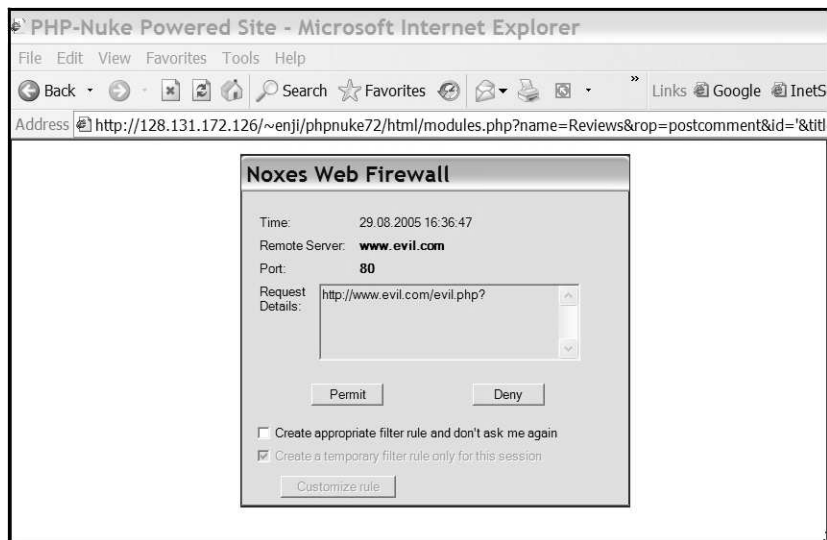 PHP-Nuke Powered Site - Microsoft Internet Explorer
File Edit View Favorites Tools Help
Back Search Favorites » Links Google InetS
Address http://128.131.172.126/~enji/phpnuke72/html/modules.php?name=Reviews&rop=postcomment&id='&titl
Noxes Web Firewall
Time: 29.08.2005 16:36:47
Remote Server: www.evil.com
Port: 80
Request Details: http://www.evil.com/evil.php?
Permit Deny
Create appropriate filter rule and don't ask me again
Create a temporary filter rule only for this session
Customize rule